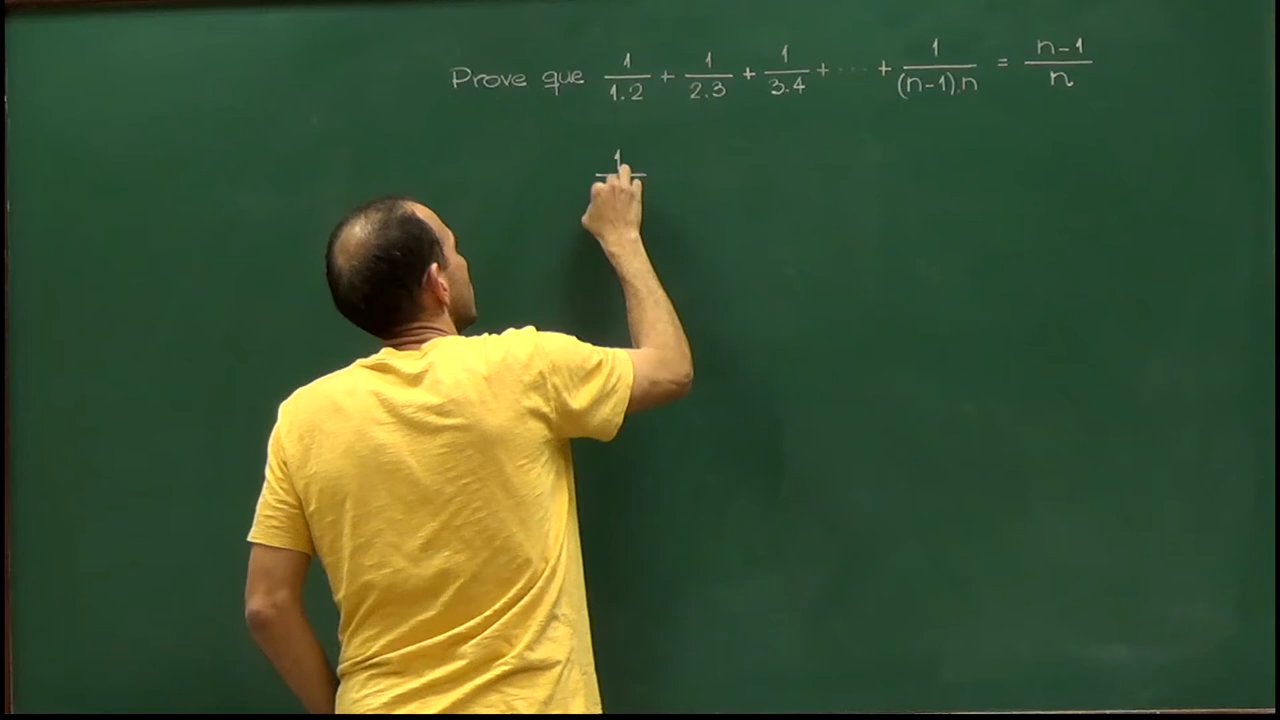 Prove que 1/1.2 + 1/2.3 + 1/3.4 + ... + 1/(n-1).n = n-1/n
1